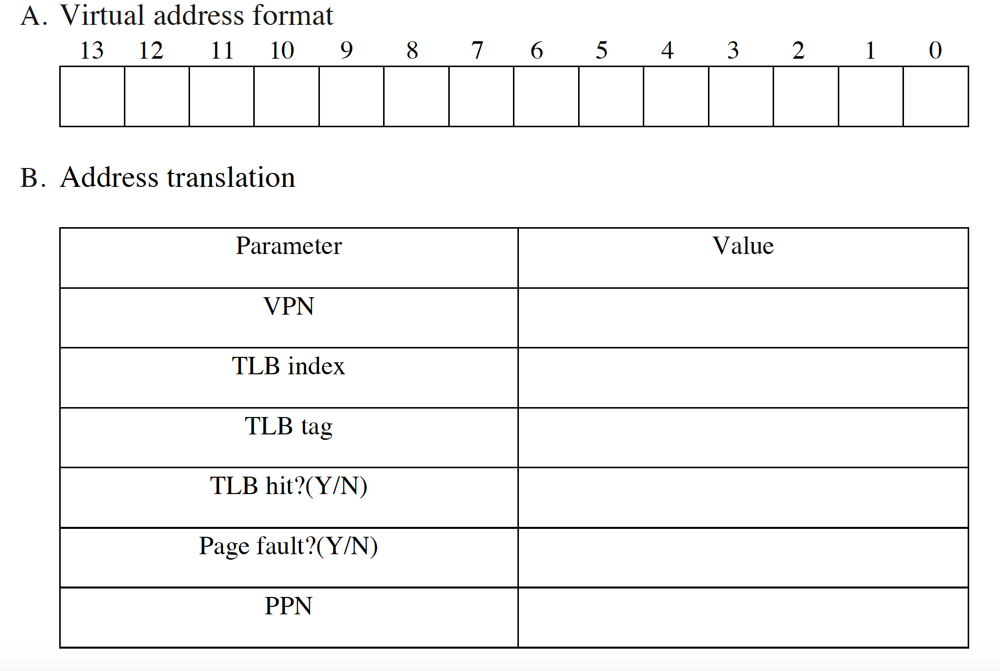 A. Virtual address format
13 12 11 10 9 8 7 6 5 4 3 2 1 0
B. Address translation
Parameter Value
VPN
TLB index
TLB tag
TLB hit?(Y/N)
Page fault?(Y/N)
PPN